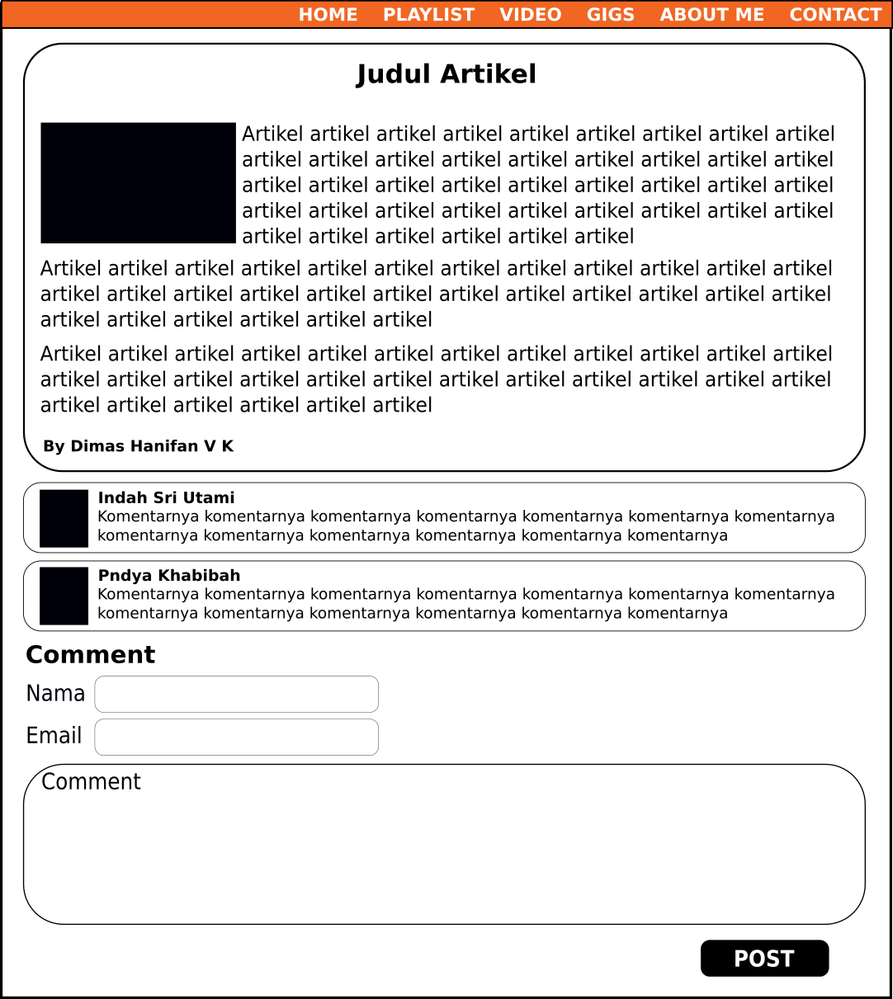 HOME PLAYLIST VIDEO GIGS ABOUT ME CONTACT
Judul Artikel
Artikel artikel artikel artikel artikel artikel artikel artikel artikel
artikel artikel artikel artikel artikel artikel artikel artikel artikel
artikel artikel artikel artikel artikel artikel artikel artikel artikel
artikel artikel artikel artikel artikel artikel artikel artikel artikel
artikel artikel artikel artikel artikel artikel
Artikel artikel artikel artikel artikel artikel artikel artikel artikel artikel artikel artikel
artikel artikel artikel artikel artikel artikel artikel artikel artikel artikel artikel artikel
artikel artikel artikel artikel artikel artikel
Artikel artikel artikel artikel artikel artikel artikel artikel artikel artikel artikel artikel
artikel artikel artikel artikel artikel artikel artikel artikel artikel artikel artikel artikel
artikel artikel artikel artikel artikel artikel
By Dimas Hanifan V K
Indah Sri Utami
Komentarnya komentarnya komentarnya komentarnya komentarnya komentarnya komentarnya
komentarnya komentarnya komentarnya komentarnya komentarnya komentarnya
Pndya Khabibah
Komentarnya komentarnya komentarnya komentarnya komentarnya komentarnya komentarnya
komentarnya komentarnya komentarnya komentarnya komentarnya komentarnya
Comment
Nama
Email
Comment
POST